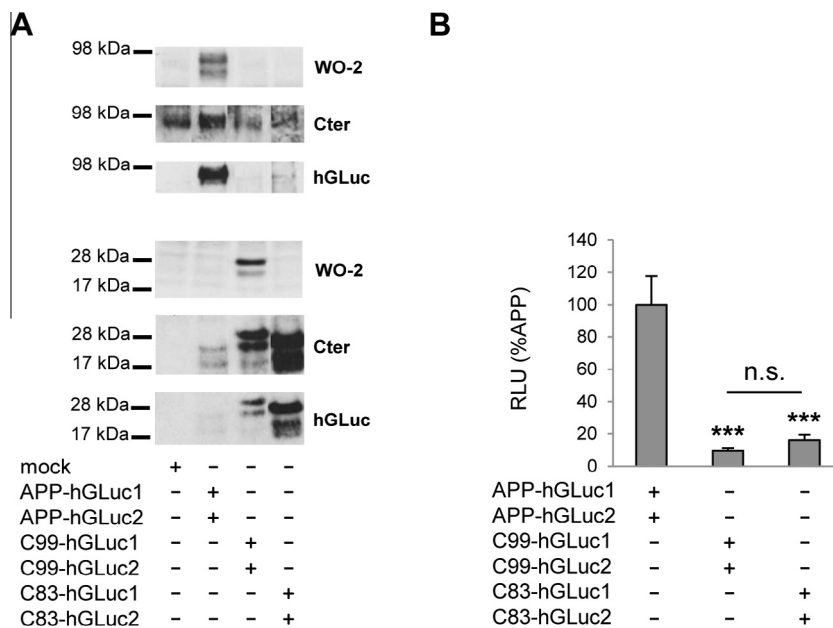 A
98 kDa
WO-2
98 kDa
Cter
98 kDa
hGLuc
28 kDa
17 kDa
WO-2
28 kDa
17 kDa
Cter
28 kDa
17 kDa
hGLuc
mock + – – –
APP-hGLuc1 – + – –
APP-hGLuc2 – + – –
C99-hGLuc1 – – + –
C99-hGLuc2 – – + –
C83-hGLuc1 – – – +
C83-hGLuc2 – – – +
B
RLU (%APP)
140
120
100
80
60
40
20
0
n.s.
*** ***
APP-hGLuc1 + – –
APP-hGLuc2 + – –
C99-hGLuc1 – + –
C99-hGLuc2 – + –
C83-hGLuc1 – – +
C83-hGLuc2 – – +